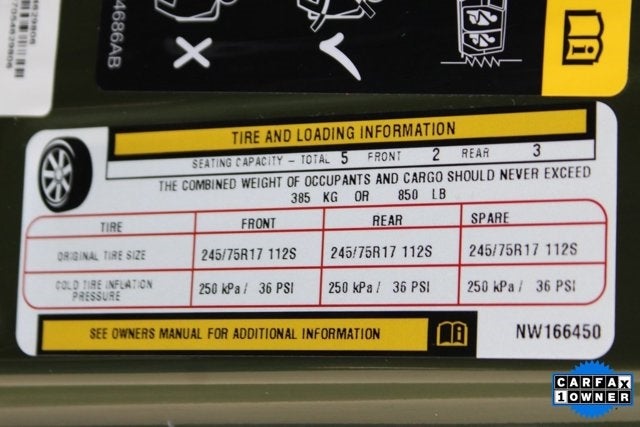 4686AB
TIRE AND LOADING INFORMATION
SEATING CAPACITY - TOTAL 5 FRONT 2 REAR 3
THE COMBINED WEIGHT OF OCCUPANTS AND CARGO SHOULD NEVER EXCEED
385 KG OR 850 LB
TIRE FRONT REAR SPARE
ORIGINAL TIRE SIZE 245/75R17 112S 245/75R17 112S 245/75R17 112S
COLD TIRE INFLATION PRESSURE 250 kPa / 36 PSI 250 kPa / 36 PSI 250 kPa / 36 PSI
SEE OWNERS MANUAL FOR ADDITIONAL INFORMATION
NW166450
CARFAX
1 OWNER